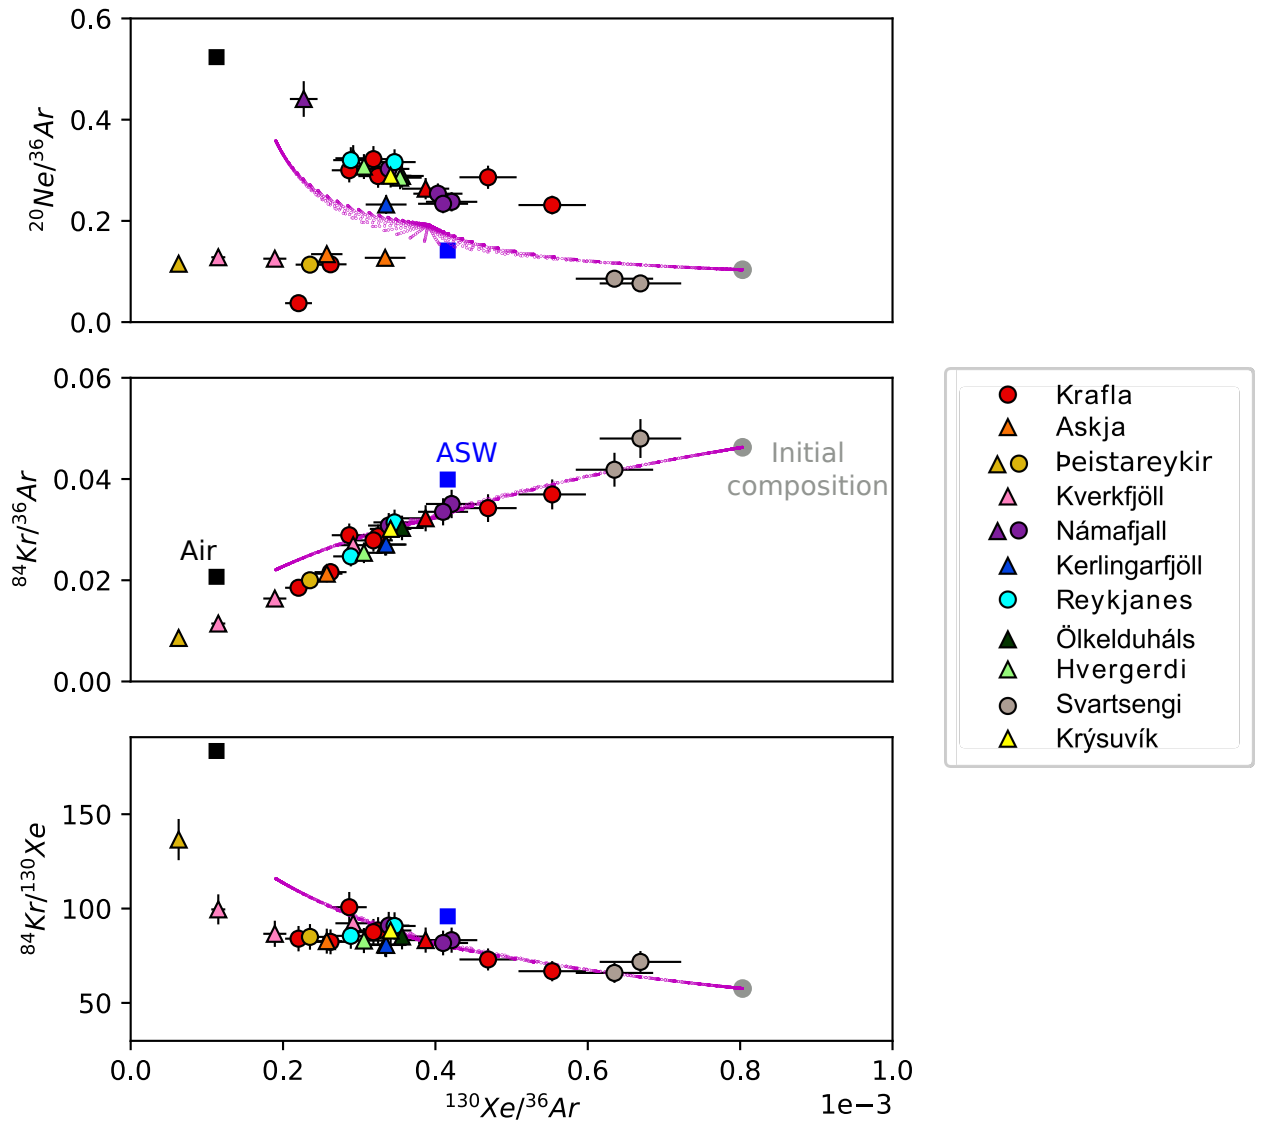 0.6
0.4
0.2
0.0
²⁰Ne/³⁶Ar
0.06
0.04
0.02
0.00
⁸⁴Kr/³⁶Ar
ASW
Air
Initial
composition
150
100
50
⁸⁴Kr/¹³⁰Xe
0.0 0.2 0.4 0.6 0.8 1.0
¹³⁰Xe/³⁶Ar
1e−3
Krafla
Askja
Þeistareykir
Kverkfjöll
Námafjall
Kerlingarfjöll
Reykjanes
Ölkelduháls
Hvergerdi
Svartsengi
Krýsuvík